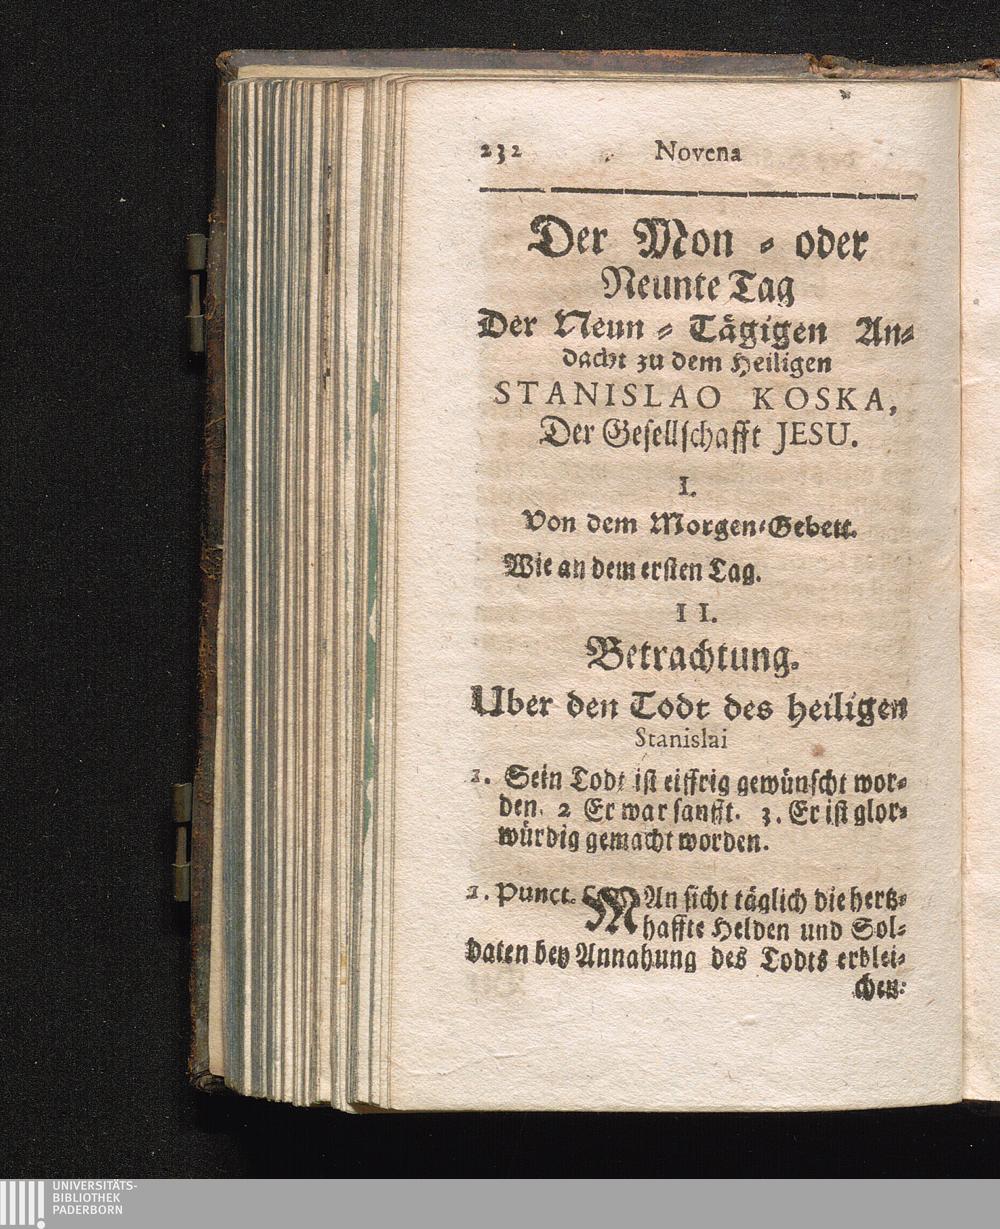 232 Novena
Der Mon-oder
Neunte Tag
Der Neun-Tägigen An-
dacht zu dem Heiligen
STANISLAO KOSKA,
Der Gesellschafft JESU.
I.
Von dem Morgen-Gebett.
Wie an dem ersten Tag.
II.
Betrachtung.
Uber den Todt des heiligen
Stanislai
1. Sein Todt ist eiffrig gewünscht wor-
den. 2 Er war sanfft. 3. Er ist glor-
würdig gemacht worden.
1. Punct. MAn sicht täglich die hertz-
haffte Helden und Sol-
daten bey Annahung des Todts erblei-
chen:
UNIVERSITÄTS-
BIBLIOTHEK
PADERBORN